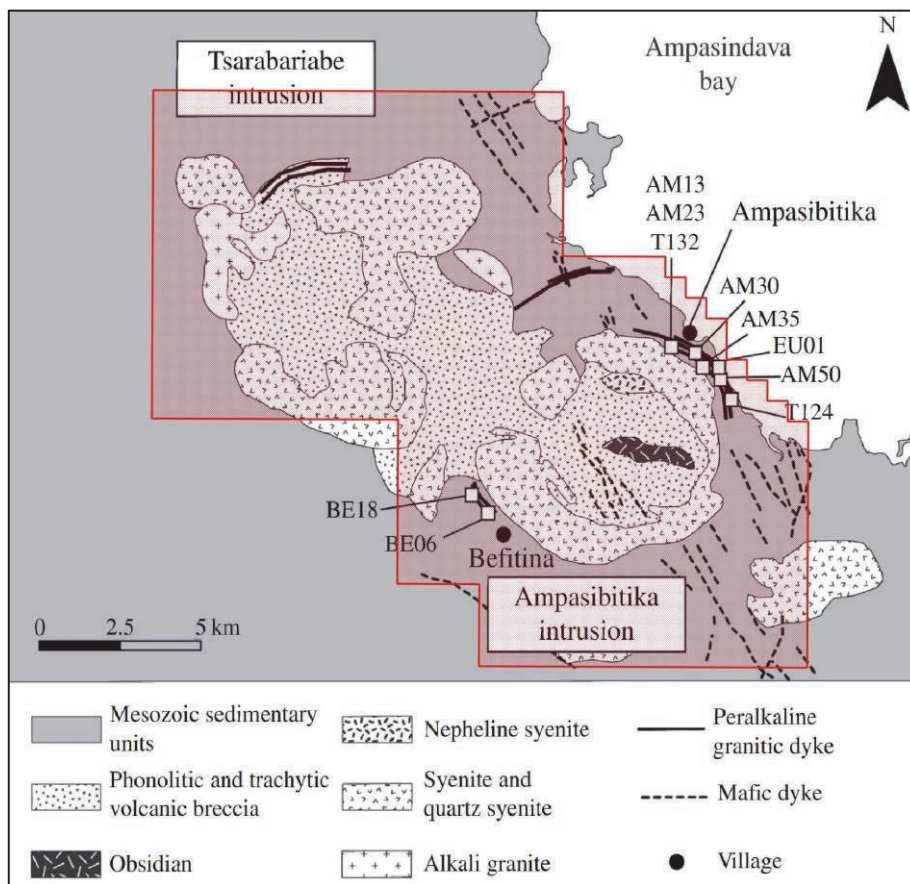 Tsarabariabe
intrusion
Ampasindava
bay
N
AM13
AM23
T132
Ampasibitika
AM30
AM35
EU01
AM50
T124
BE18
BE06
Befitina
Ampasibitika
intrusion
0 2.5 5 km
Mesozoic sedimentary
units
Nepheline syenite
Peralkaline
granitic dyke
Phonolitic and trachytic
volcanic breccia
Syenite and
quartz syenite
Mafic dyke
Obsidian
Alkali granite
Village